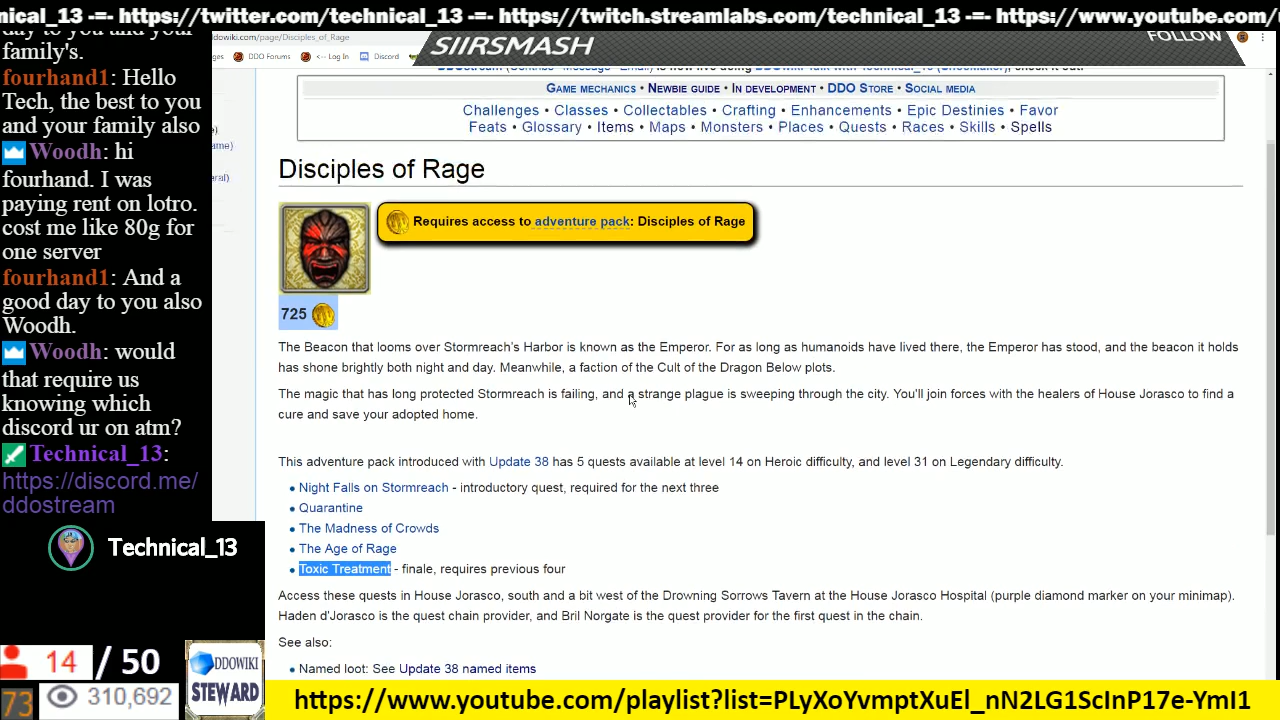 nical_13 -=- https://twitter.com/technical_13 -=- https://twitch.streamlabs.com/technical_13 -=- https://www.youtube.com/
day to you and your
family's.
fourhand1: Hello
Tech, the best to you
and your family also
Woodh: hi
fourhand. I was
paying rent on lotro.
cost me like 80g for
one server
fourhand1: And a
good day to you also
Woodh.
Woodh: would
that require us
knowing which
discord ur on atm?
Technical_13:
https://discord.me/
ddostream
Technical_13
14 / 50
73 310,692
DDOWIKI
STEWARD
dowiki.com/page/Disciples_of_Rage
DDO Forums <-- Log In Discord
SIIRSMASH
FOLLOW
GAME MECHANICS • NEWBIE GUIDE • IN DEVELOPMENT • DDO STORE • SOCIAL MEDIA
Challenges • Classes • Collectables • Crafting • Enhancements • Epic Destinies • Favor
Feats • Glossary • Items • Maps • Monsters • Places • Quests • Races • Skills • Spells
Disciples of Rage
Requires access to adventure pack: Disciples of Rage
725
The Beacon that looms over Stormreach's Harbor is known as the Emperor. For as long as humanoids have lived there, the Emperor has stood, and the beacon it holds
has shone brightly both night and day. Meanwhile, a faction of the Cult of the Dragon Below plots.
The magic that has long protected Stormreach is failing, and a strange plague is sweeping through the city. You'll join forces with the healers of House Jorasco to find a
cure and save your adopted home.
This adventure pack introduced with Update 38 has 5 quests available at level 14 on Heroic difficulty, and level 31 on Legendary difficulty.
• Night Falls on Stormreach - introductory quest, required for the next three
• Quarantine
• The Madness of Crowds
• The Age of Rage
• Toxic Treatment - finale, requires previous four
Access these quests in House Jorasco, south and a bit west of the Drowning Sorrows Tavern at the House Jorasco Hospital (purple diamond marker on your minimap).
Haden d'Jorasco is the quest chain provider, and Bril Norgate is the quest provider for the first quest in the chain.
See also:
• Named loot: See Update 38 named items
https://www.youtube.com/playlist?list=PLyXoYvmptXuEl_nN2LG1ScInP17e-YmI1